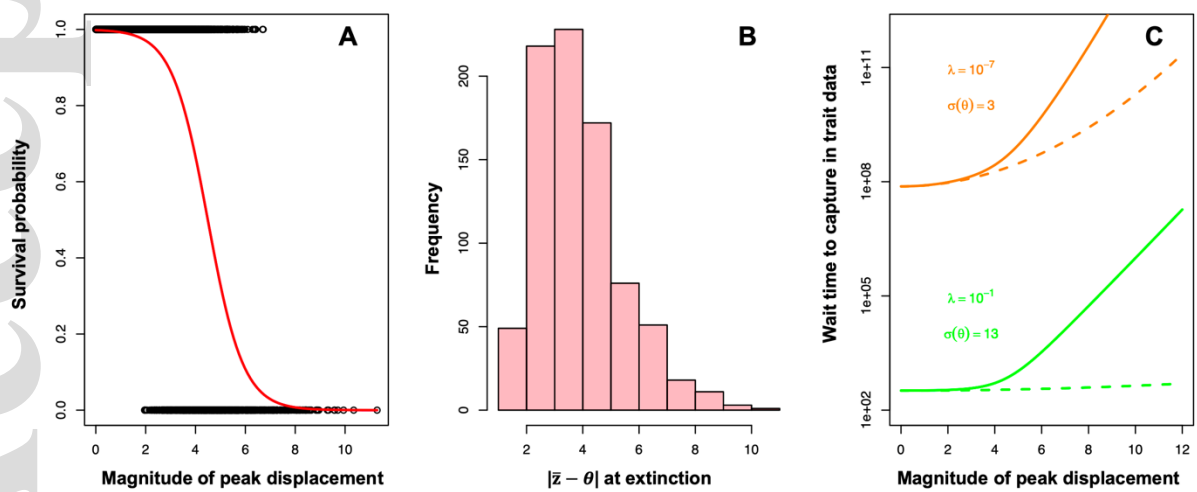 A
Survival probability
1.0
0.8
0.6
0.4
0.2
0.0
0 2 4 6 8 10
Magnitude of peak displacement
B
Frequency
200
150
100
50
0
2 4 6 8 10
|z̅ − θ| at extinction
C
Wait time to capture in trait data
1e+11
1e+08
1e+05
1e+02
λ = 10⁻⁷
σ(θ) = 3
λ = 10⁻¹
σ(θ) = 13
0 2 4 6 8 10 12
Magnitude of peak displacement